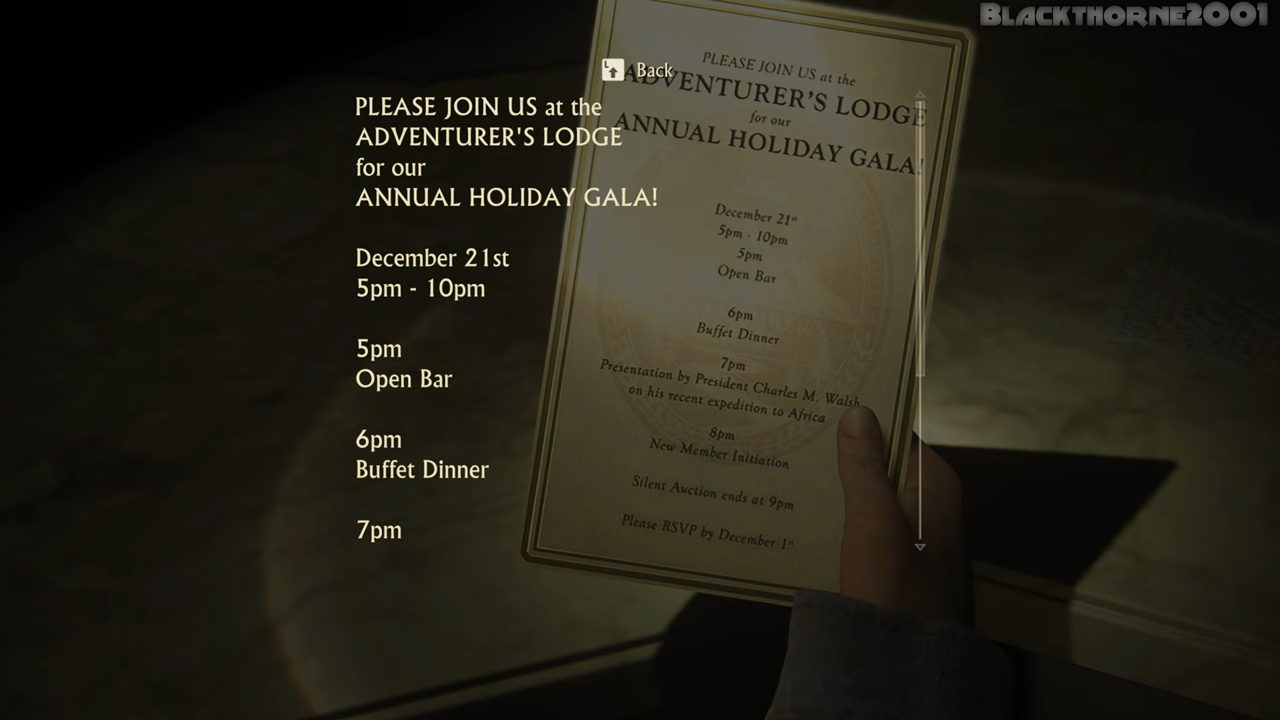 BLACKTHORNE2001
Back
PLEASE JOIN US at the
ADVENTURER'S LODGE
for our
ANNUAL HOLIDAY GALA!
December 21st
5pm - 10pm
5pm
Open Bar
6pm
Buffet Dinner
7pm
PLEASE JOIN US at the
ADVENTURER'S LODGE
for our
ANNUAL HOLIDAY GALA!
December 21st
5pm - 10pm
5pm
Open Bar
6pm
Buffet Dinner
7pm
Presentation by President Charles M. Walsh
on his recent expedition to Africa
8pm
New Member Initiation
Silent Auction ends at 9pm
Please RSVP by December 1st